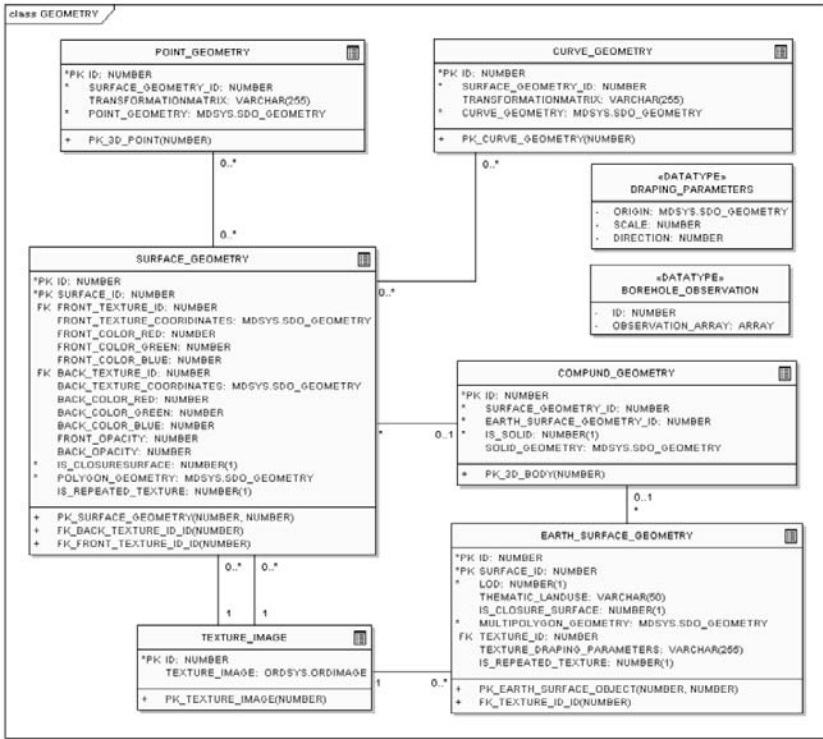 class GEOMETRY
POINT_GEOMETRY
*PK ID: NUMBER
* SURFACE_GEOMETRY_ID: NUMBER
TRANSFORMATIONMATRIX: VARCHAR(255)
* POINT_GEOMETRY: MDSYS.SDO_GEOMETRY
+ PK_3D_POINT(NUMBER)
CURVE_GEOMETRY
*PK ID: NUMBER
* SURFACE_GEOMETRY_ID: NUMBER
TRANSFORMATIONMATRIX: VARCHAR(255)
* CURVE_GEOMETRY: MDSYS.SDO_GEOMETRY
+ PK_CURVE_GEOMETRY(NUMBER)
0..*
0..*
0..*
0..*
«DATATYPE»
DRAPING_PARAMETERS
- ORIGIN: MDSYS.SDO_GEOMETRY
- SCALE: NUMBER
- DIRECTION: NUMBER
«DATATYPE»
BOREHOLE_OBSERVATION
- ID: NUMBER
- OBSERVATION_ARRAY: ARRAY
SURFACE_GEOMETRY
*PK ID: NUMBER
*PK SURFACE_ID: NUMBER
FK FRONT_TEXTURE_ID: NUMBER
FRONT_TEXTURE_COORIDINATES: MDSYS.SDO_GEOMETRY
FRONT_COLOR_RED: NUMBER
FRONT_COLOR_GREEN: NUMBER
FRONT_COLOR_BLUE: NUMBER
FK BACK_TEXTURE_ID: NUMBER
BACK_TEXTURE_COORDINATES: MDSYS.SDO_GEOMETRY
BACK_COLOR_RED: NUMBER
BACK_COLOR_GREEN: NUMBER
BACK_COLOR_BLUE: NUMBER
FRONT_OPACITY: NUMBER
BACK_OPACITY: NUMBER
* IS_CLOSURESURFACE: NUMBER(1)
* POLYGON_GEOMETRY: MDSYS.SDO_GEOMETRY
IS_REPEATED_TEXTURE: NUMBER(1)
+ PK_SURFACE_GEOMETRY(NUMBER, NUMBER)
+ FK_BACK_TEXTURE_ID_ID(NUMBER)
+ FK_FRONT_TEXTURE_ID_ID(NUMBER)
* 0..1
COMPUND_GEOMETRY
*PK ID: NUMBER
* SURFACE_GEOMETRY_ID: NUMBER
* EARTH_SURFACE_GEOMETRY_ID: NUMBER
* IS_SOLID: NUMBER(1)
SOLID_GEOMETRY: MDSYS.SDO_GEOMETRY
+ PK_3D_BODY(NUMBER)
0..1
*
EARTH_SURFACE_GEOMETRY
*PK ID: NUMBER
*PK SURFACE_ID: NUMBER
* LOD: NUMBER(1)
THEMATIC_LANDUSE: VARCHAR(50)
IS_CLOSURE_SURFACE: NUMBER(1)
* MULTIPOLYGON_GEOMETRY: MDSYS.SDO_GEOMETRY
FK TEXTURE_ID: NUMBER
TEXTURE_DRAPING_PARAMETERS: VARCHAR(255)
IS_REPEATED_TEXTURE: NUMBER(1)
+ PK_EARTH_SURFACE_OBJECT(NUMBER, NUMBER)
+ FK_TEXTURE_ID_ID(NUMBER)
0..* 0..*
1 1
TEXTURE_IMAGE
*PK ID: NUMBER
TEXTURE_IMAGE: ORDSYS.ORDIMAGE
+ PK_TEXTURE_IMAGE(NUMBER)
1 0..*